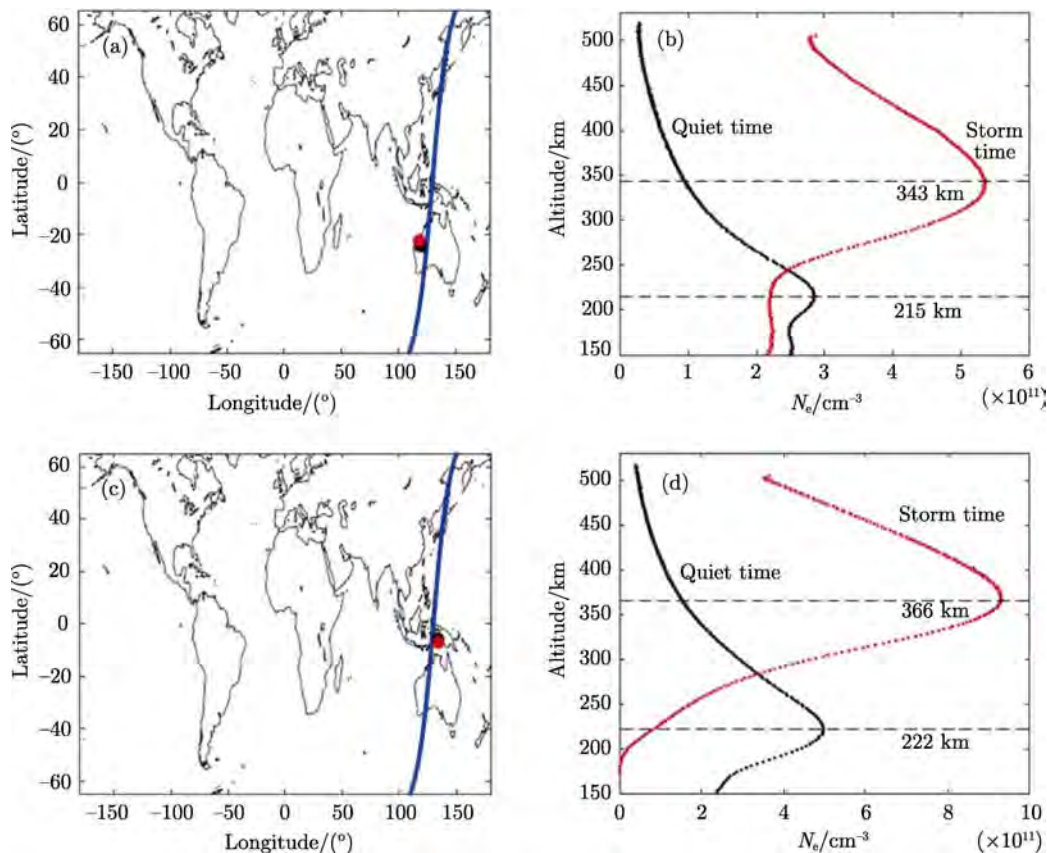 (a)
60
40
20
0
−20
−40
−60
Latitude/(°)
−150 −100 −50 0 50 100 150
Longitude/(°)
(b)
500
450
400
350
300
250
200
150
Altitude/km
Quiet time
Storm
time
343 km
215 km
0 1 2 3 4 5 6
Nₑ/cm⁻³
(×10¹¹)
(c)
60
40
20
0
−20
−40
−60
Latitude/(°)
−150 −100 −50 0 50 100 150
Longitude/(°)
(d)
500
450
400
350
300
250
200
150
Altitude/km
Storm time
Quiet time
366 km
222 km
0 2 4 6 8 10
Nₑ/cm⁻³
(×10¹¹)